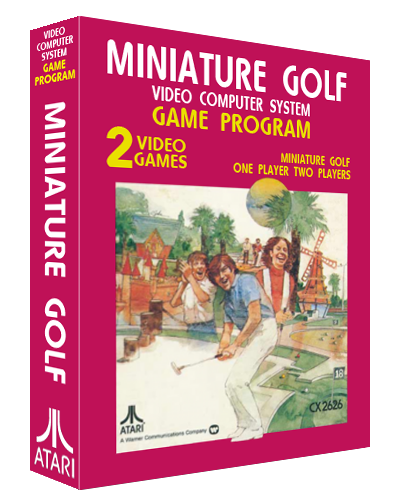 VIDEO
COMPUTER
SYSTEM
GAME
PROGRAM
MINIATURE GOLF
ATARI
MINIATURE GOLF
VIDEO COMPUTER SYSTEM
GAME PROGRAM
2 VIDEO
GAMES
MINIATURE GOLF
ONE PLAYER TWO PLAYERS
18
CX2626
ATARI
A Warner Communications Company